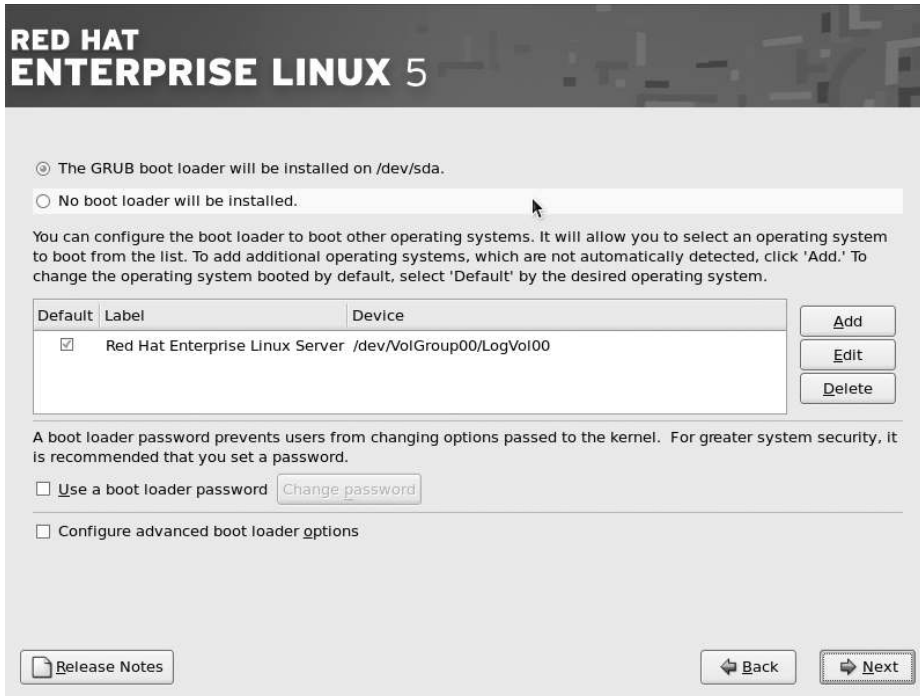 RED HAT
ENTERPRISE LINUX 5
The GRUB boot loader will be installed on /dev/sda.
No boot loader will be installed.
You can configure the boot loader to boot other operating systems. It will allow you to select an operating system
to boot from the list. To add additional operating systems, which are not automatically detected, click 'Add.' To
change the operating system booted by default, select 'Default' by the desired operating system.
Default Label Device
Red Hat Enterprise Linux Server /dev/VolGroup00/LogVol00
Add
Edit
Delete
A boot loader password prevents users from changing options passed to the kernel. For greater system security, it
is recommended that you set a password.
Use a boot loader password Change password
Configure advanced boot loader options
Release Notes Back Next